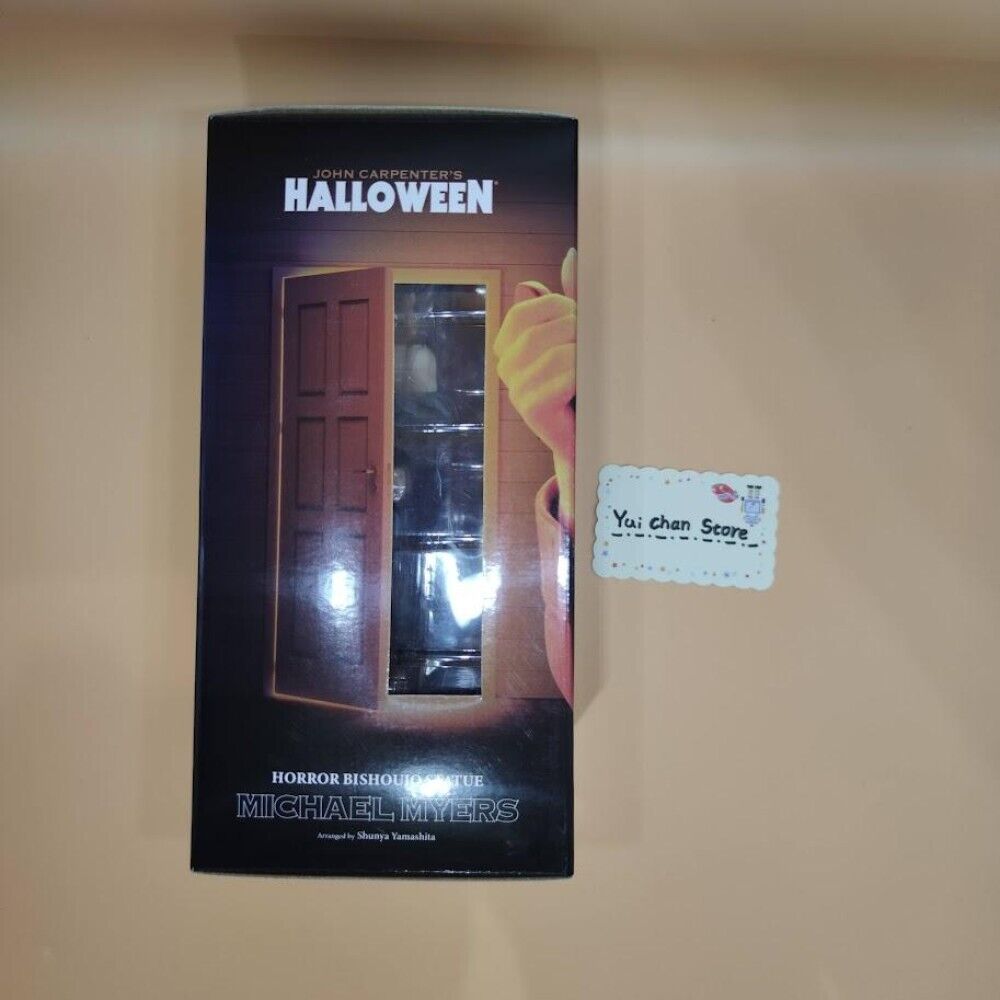 JOHN CARPENTER'S
HALLOWEEN
Yui chan Store
HORROR BISHOUJO STATUE
MICHAEL MYERS
Arranged by Shunya Yamashita